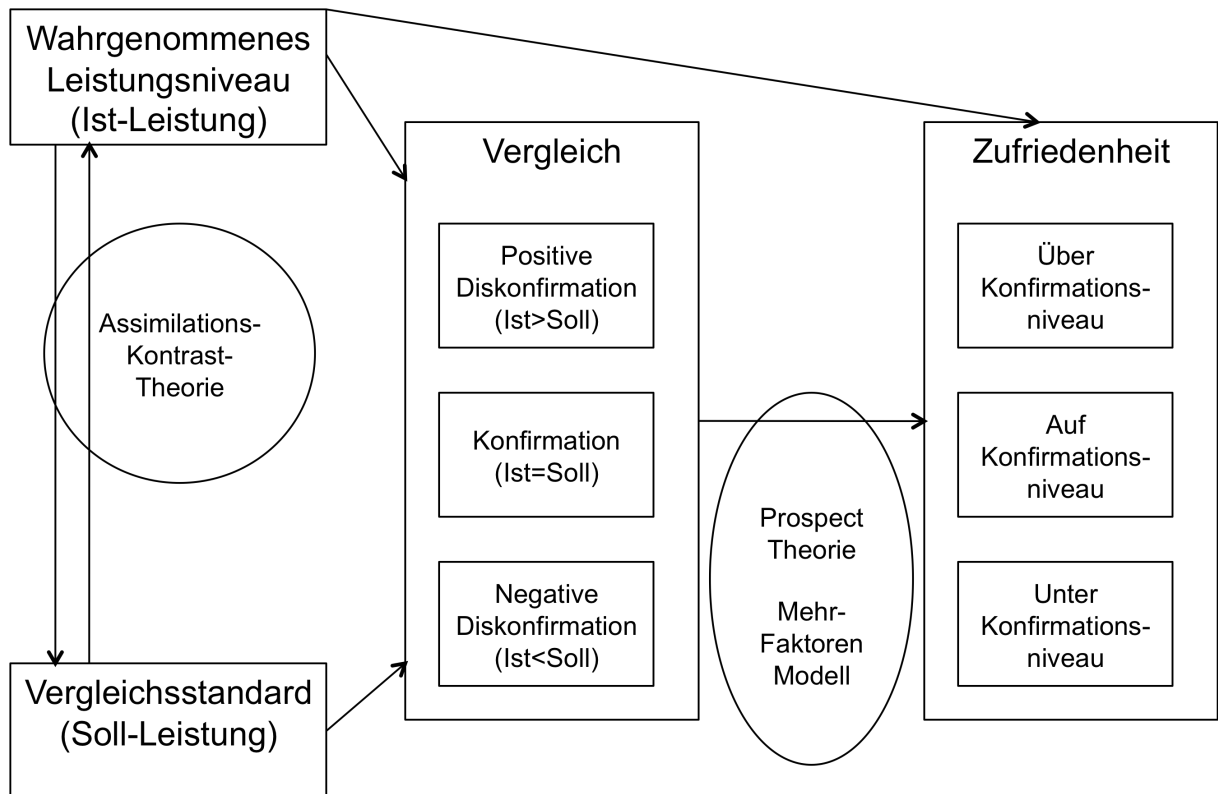 Wahrgenommenes
Leistungsniveau
(Ist-Leistung)
Assimilations-
Kontrast-
Theorie
Vergleichsstandard
(Soll-Leistung)
Vergleich
Positive
Diskonfirmation
(Ist>Soll)
Konfirmation
(Ist=Soll)
Negative
Diskonfirmation
(Ist<Soll)
Prospect
Theorie
Mehr-
Faktoren
Modell
Zufriedenheit
Über
Konfirmations-
niveau
Auf
Konfirmations-
niveau
Unter
Konfirmations-
niveau